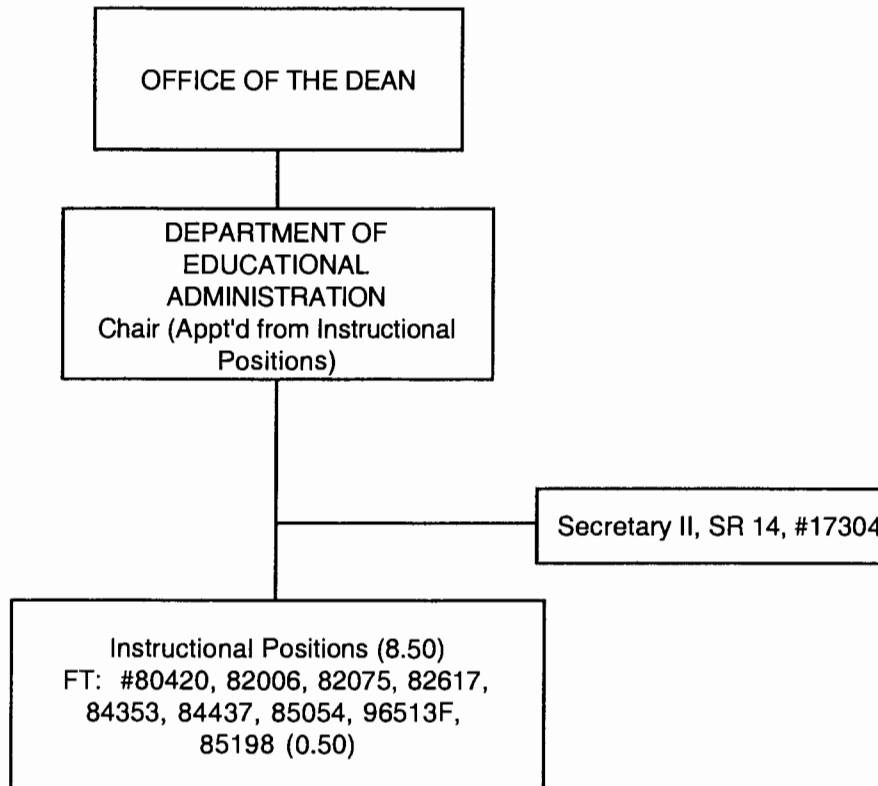 OFFICE OF THE DEAN
DEPARTMENT OF
EDUCATIONAL
ADMINISTRATION
Chair (Appt'd from Instructional
Positions)
Secretary II, SR 14, #17304
Instructional Positions (8.50)
FT: #80420, 82006, 82075, 82617,
84353, 84437, 85054, 96513F,
85198 (0.50)